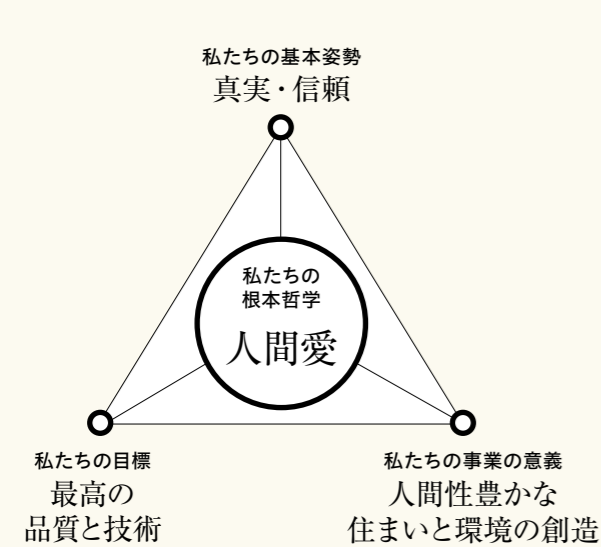 私たちの基本姿勢
真実・信頼
私たちの
根本哲学
人間愛
私たちの目標
最高の
品質と技術
私たちの事業の意義
人間性豊かな
住まいと環境の創造